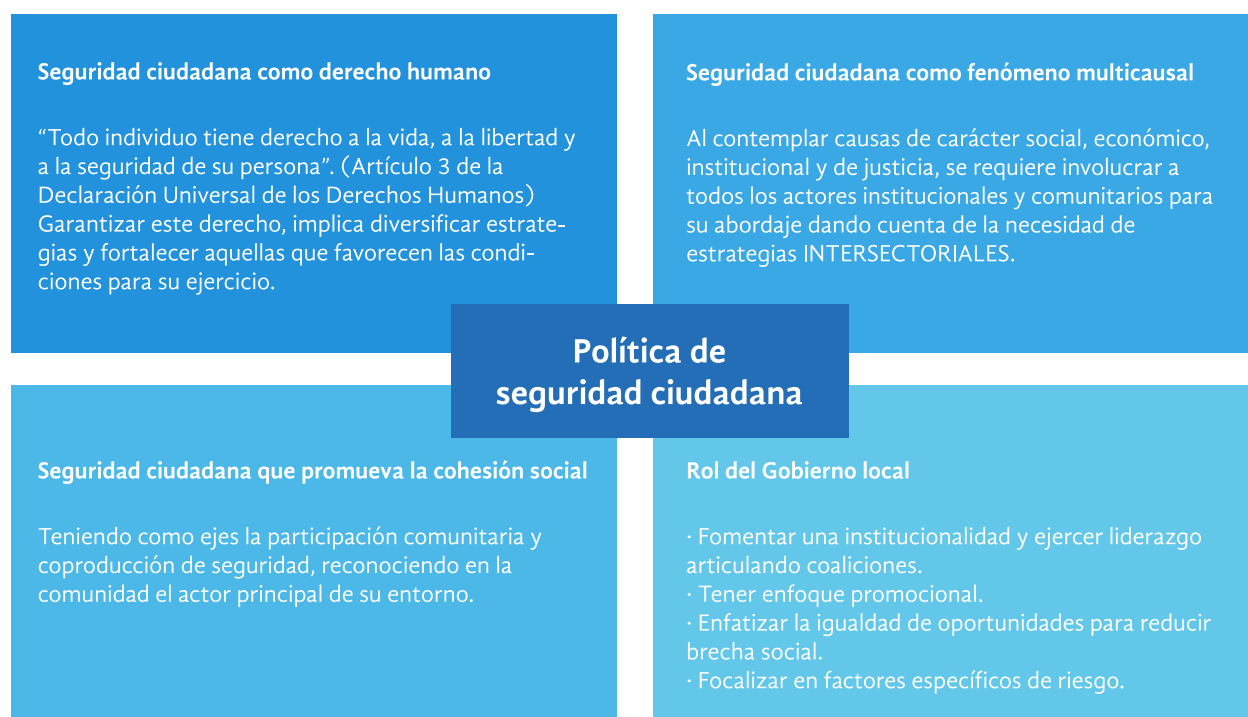 Seguridad ciudadana como derecho humano
“Todo individuo tiene derecho a la vida, a la libertad y
a la seguridad de su persona”. (Artículo 3 de la
Declaración Universal de los Derechos Humanos)
Garantizar este derecho, implica diversificar estrate-
gias y fortalecer aquellas que favorecen las condi-
ciones para su ejercicio.
Seguridad ciudadana como fenómeno multicausal
Al contemplar causas de carácter social, económico,
institucional y de justicia, se requiere involucrar a
todos los actores institucionales y comunitarios para
su abordaje dando cuenta de la necesidad de
estrategias INTERSECTORIALES.
Política de
seguridad ciudadana
Seguridad ciudadana que promueva la cohesión social
Teniendo como ejes la participación comunitaria y
coproducción de seguridad, reconociendo en la
comunidad el actor principal de su entorno.
Rol del Gobierno local
· Fomentar una institucionalidad y ejercer liderazgo
articulando coaliciones.
· Tener enfoque promocional.
· Enfatizar la igualdad de oportunidades para reducir
brecha social.
· Focalizar en factores específicos de riesgo.